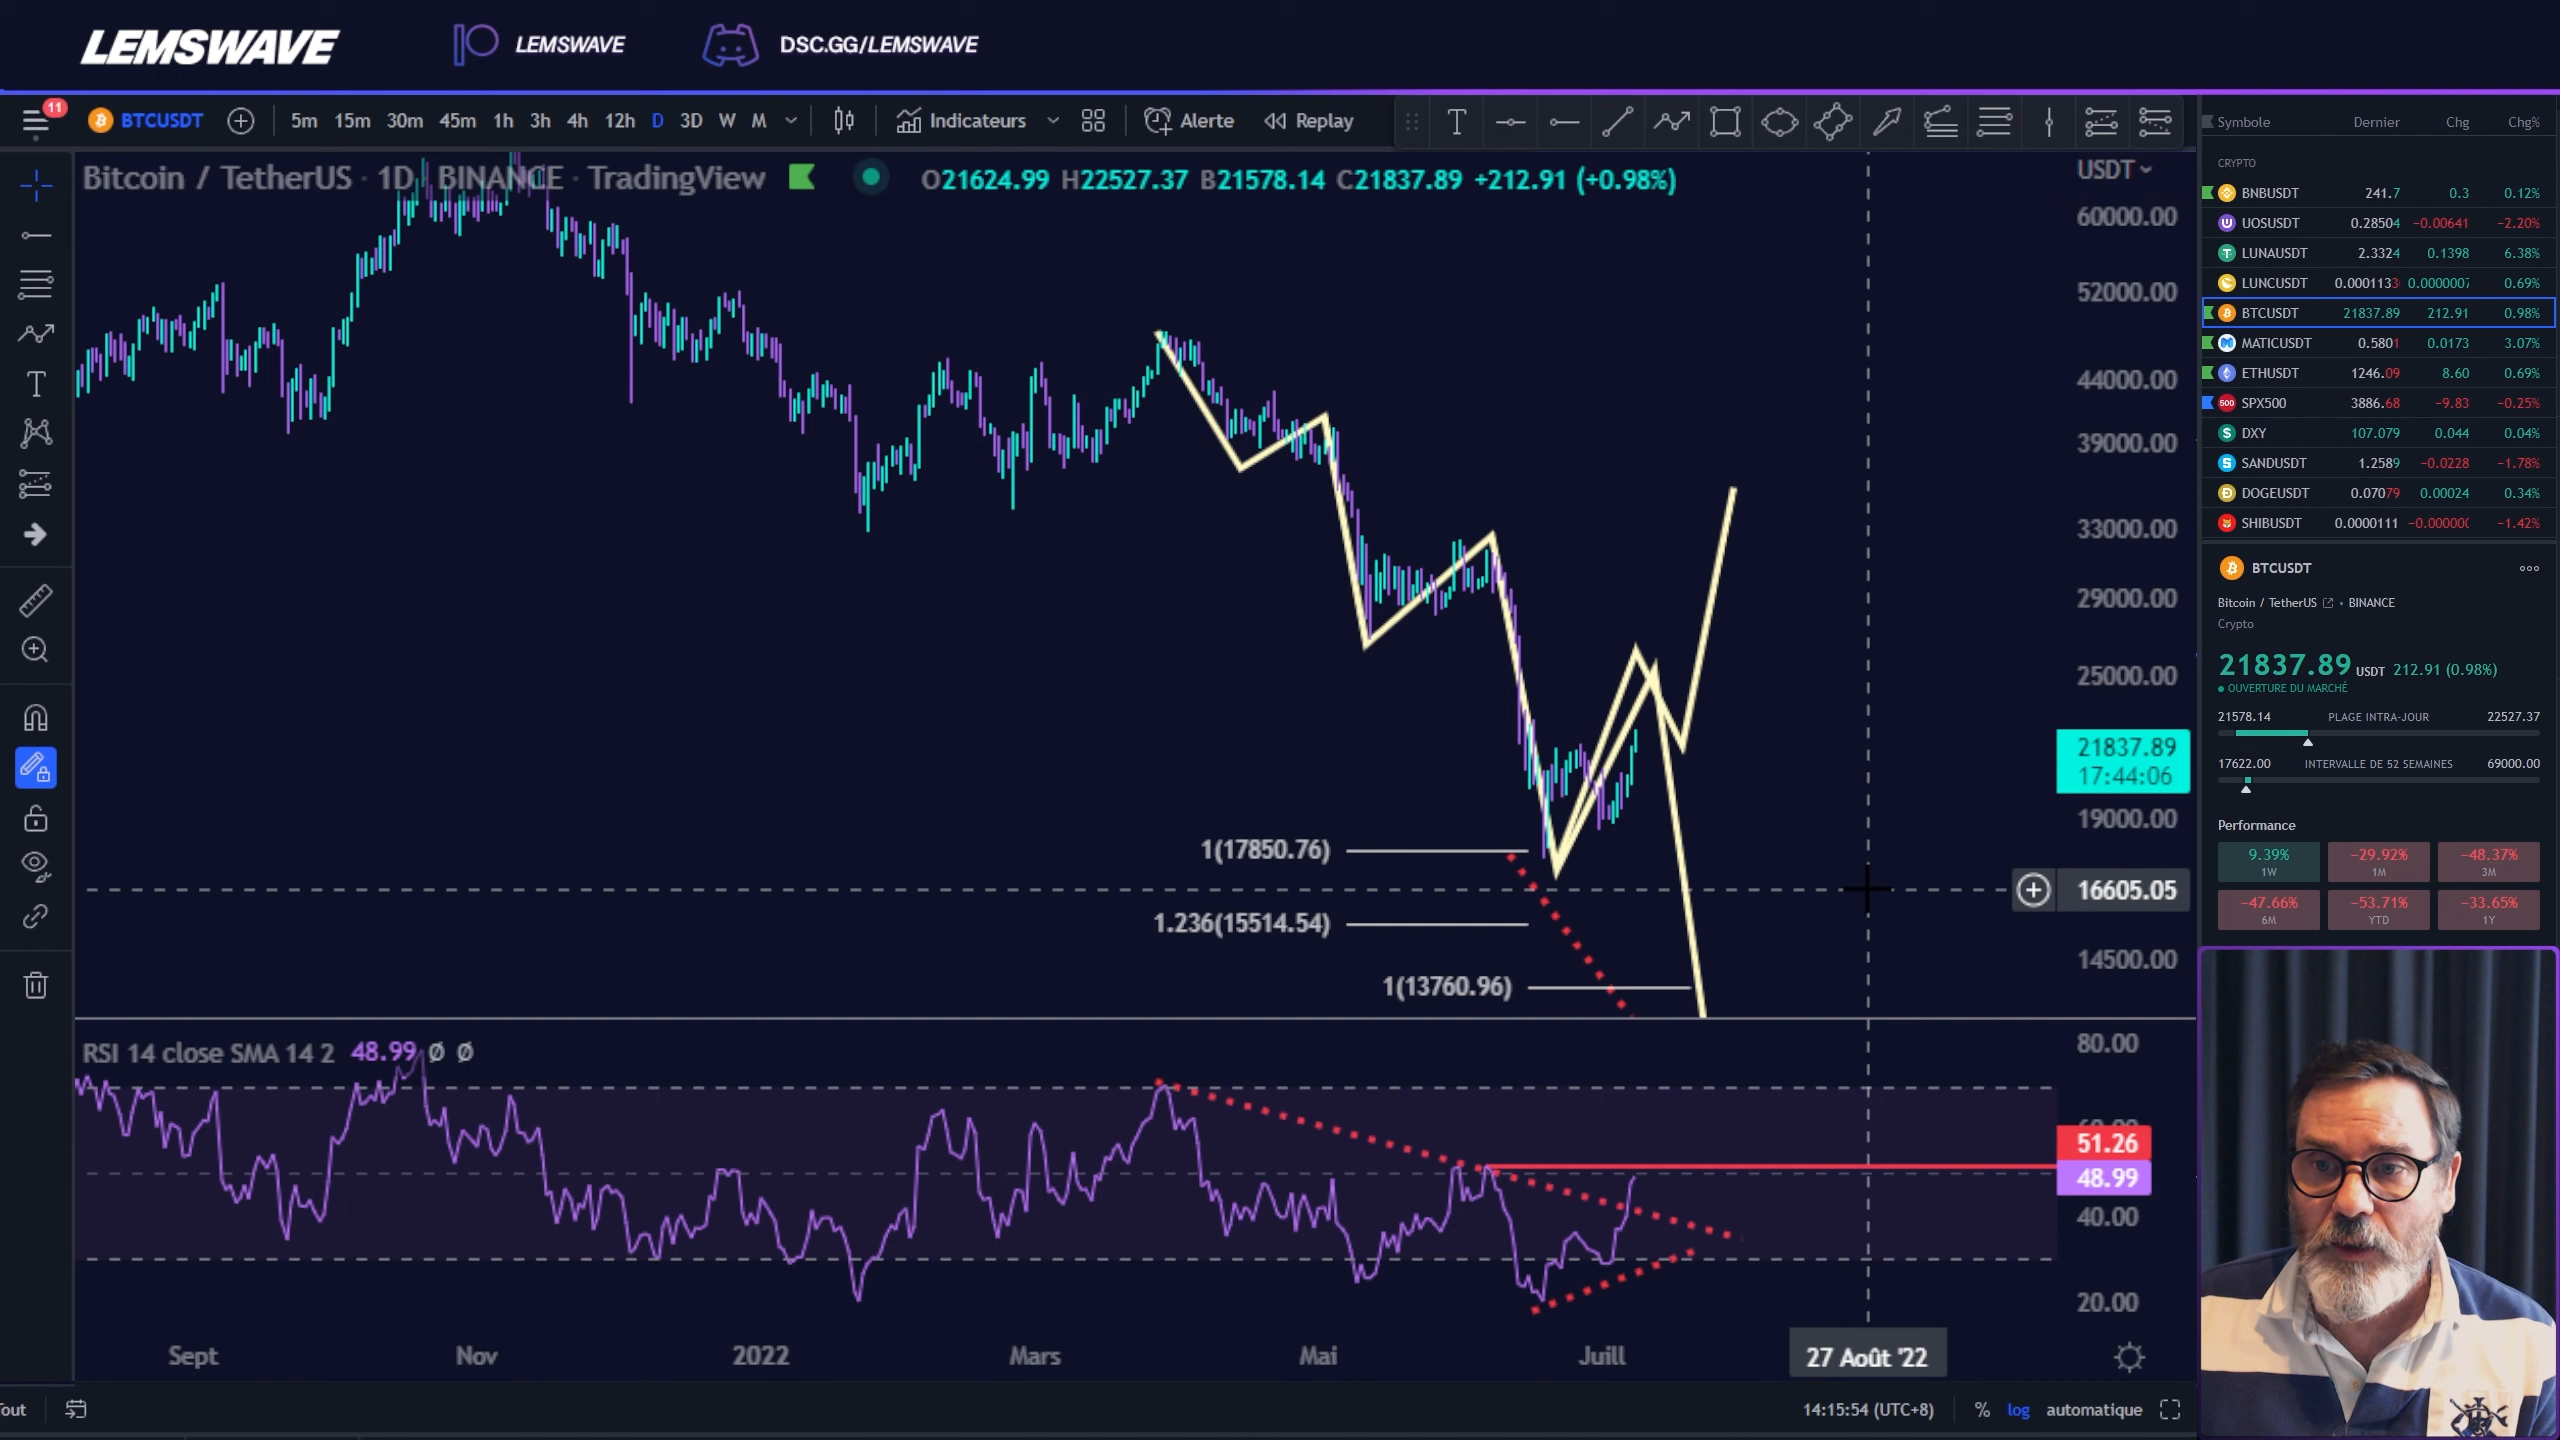 LEMSWAVE LEMSWAVE DSC.GG/LEMSWAVE
11
BTCUSDT 5m 15m 30m 45m 1h 3h 4h 12h D 3D W M Indicateurs Alerte Replay
Bitcoin / TetherUS · 1D · BINANCE · TradingView O21624.99 H22527.37 B21578.14 C21837.89 +212.91 (+0.98%)
USDT
60000.00
52000.00
44000.00
39000.00
33000.00
29000.00
25000.00
21837.89
17:44:06
19000.00
16605.05
14500.00
1(17850.76)
1.236(15514.54)
1(13760.96)
RSI 14 close SMA 14 2 48.99 Ø Ø
80.00
51.26
48.99
40.00
20.00
Sept Nov 2022 Mars Mai Juill 27 Août '22
out 14:15:54 (UTC+8) % log automatique
Symbole Dernier Chg Chg%
CRYPTO
BNBUSDT 241.7 0.3 0.12%
UOSUSDT 0.28504 −0.00641 −2.20%
LUNAUSDT 2.3324 0.1398 6.38%
LUNCUSDT 0.0001133 0.0000007 0.69%
BTCUSDT 21837.89 212.91 0.98%
MATICUSDT 0.5801 0.0173 3.07%
ETHUSDT 1246.09 8.60 0.69%
500 SPX500 3886.68 −9.83 −0.25%
DXY 107.079 0.044 0.04%
SANDUSDT 1.2589 −0.0228 −1.78%
DOGEUSDT 0.07079 0.00024 0.34%
SHIBUSDT 0.0000111 −0.00000 −1.42%
BTCUSDT
Bitcoin / TetherUS • BINANCE
Crypto
21837.89 USDT 212.91 (0.98%)
OUVERTURE DU MARCHÉ
21578.14 PLAGE INTRA-JOUR 22527.37
17622.00 INTERVALLE DE 52 SEMAINES 69000.00
Performance
9.39% −29.92% −48.37%
1W 1M 3M
−47.66% −53.71% −33.65%
6M YTD 1Y